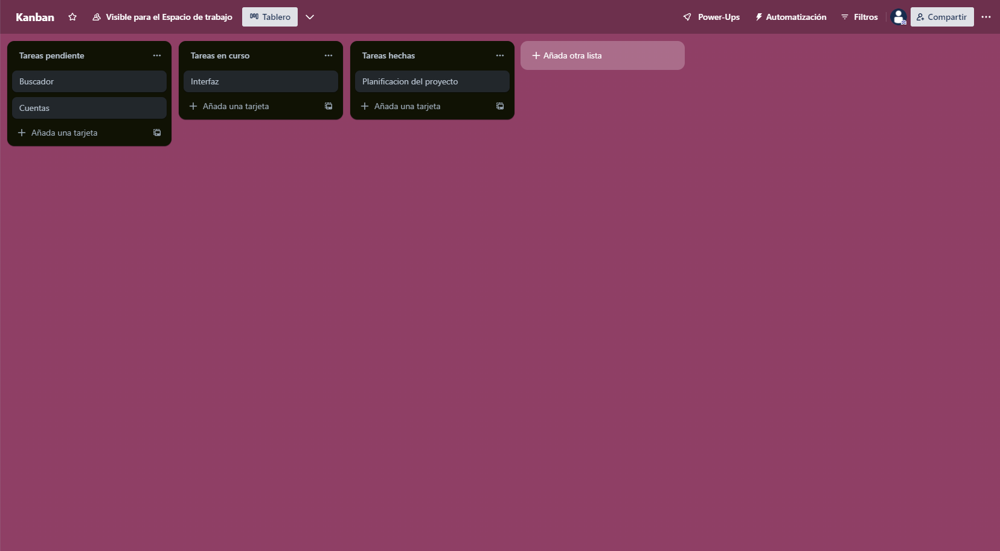 Kanban
Visible para el Espacio de trabajo
Tablero
Power-Ups
Automatización
Filtros
Compartir
Tareas pendiente
Buscador
Cuentas
Añada una tarjeta
Tareas en curso
Interfaz
Añada una tarjeta
Tareas hechas
Planificacion del proyecto
Añada una tarjeta
Añada otra lista